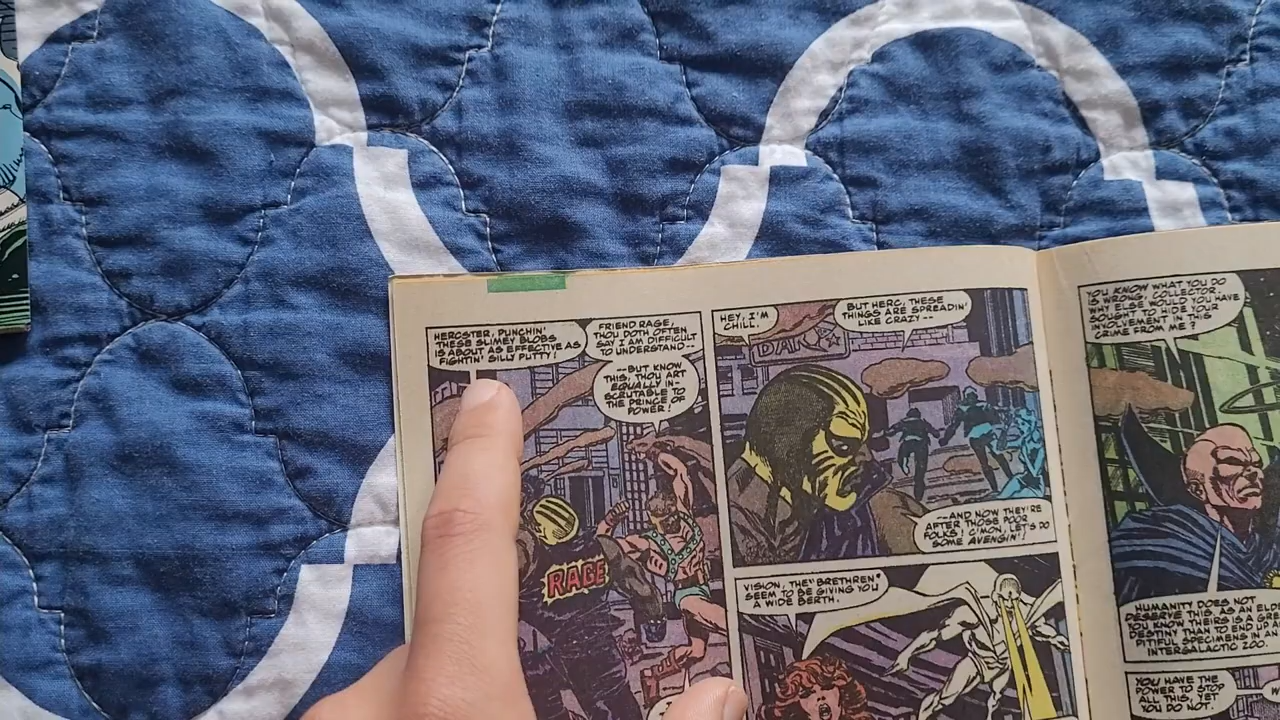 HERCSTER, PUNCHIN'
THESE SLIMEY BLOBS
IS ABOUT AS EFFECTIVE AS
FIGHTIN' SILLY PUTTY!
FRIEND RAGE,
THOU DOTH OFTEN
SAY I AM DIFFICULT
TO UNDERSTAND--
--BUT KNOW
THIS, THOU ART
EQUALLY IN-
SCRUTABLE TO
THE PRINCE OF
POWER!
RAGE
HEY, I'M
CHILL.
BUT HERC, THESE
THINGS ARE SPREADIN'
LIKE CRAZY--
--AND NOW THEY'RE
AFTER THOSE POOR
FOLKS! C'MON, LET'S DO
SOME AVENGIN'!
VISION, THE "BRETHREN"
SEEM TO BE GIVING YOU
A WIDE BERTH.
YOU KNOW WHAT YOU DO
IS WRONG, COLLECTOR.
WHY ELSE WOULD YOU HAVE
SOUGHT TO HIDE YOUR
INVOLVEMENT IN THIS
CRIME FROM ME?
HUMANITY DOES NOT
DESERVE THIS. AS AN
YOU KNOW THEIRS IS A
DESTINY THAN TO END UP
PITIFUL SPECIMENS IN AN
INTERGALACTIC ZOO.
YOU HAVE THE
POWER TO STOP
ALL THIS, YET
YOU DO NOT.